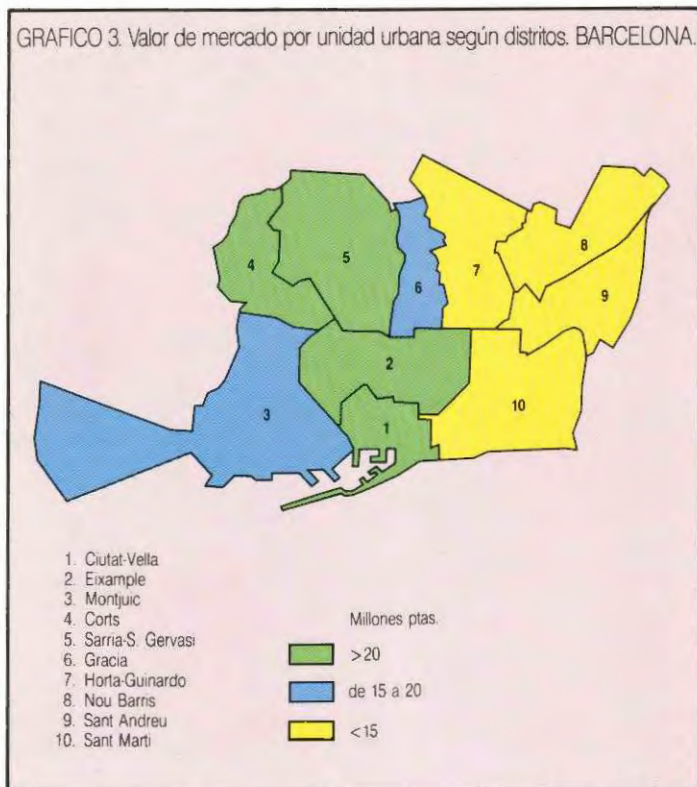 GRAFICO 3. Valor de mercado por unidad urbana según distritos. BARCELONA.
5
4
6
7
8
9
2
3
10
1
1. Ciutat-Vella
2. Eixample
3. Montjuic
4. Corts
5. Sarria-S. Gervasi
6. Gracia
7. Horta-Guinardo
8. Nou Barris
9. Sant Andreu
10. Sant Marti
Millones ptas.
>20
de 15 a 20
<15